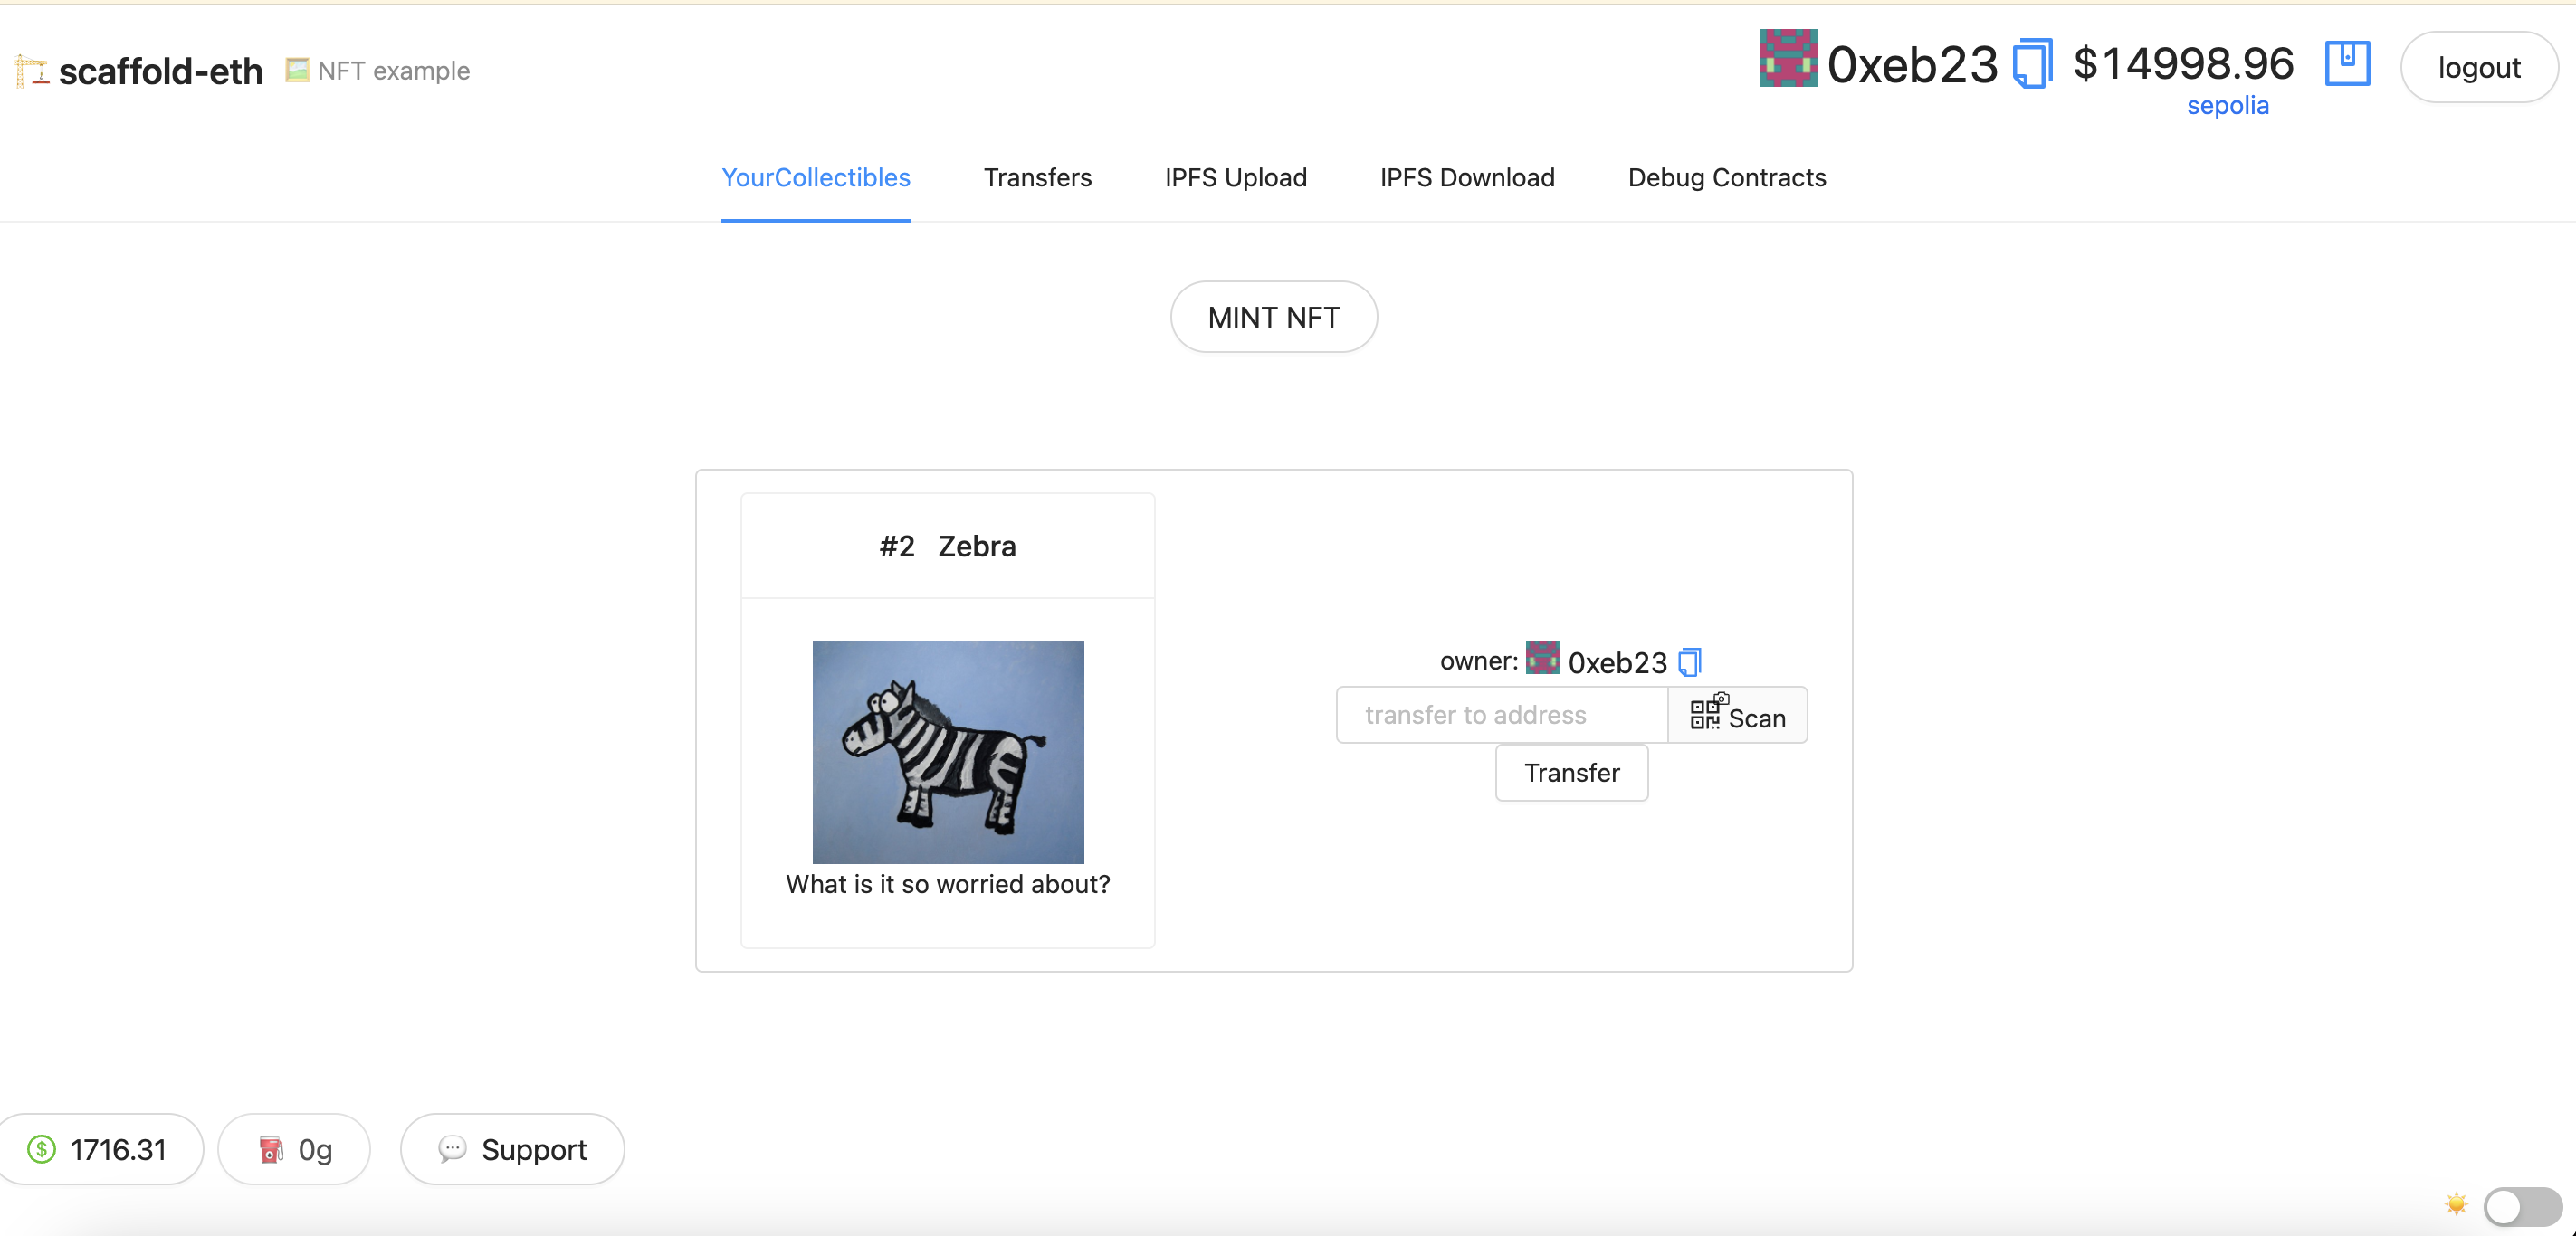 scaffold-eth NFT example
0xeb23 $14998.96 logout
sepolia
YourCollectibles Transfers IPFS Upload IPFS Download Debug Contracts
MINT NFT
#2 Zebra
What is it so worried about?
owner: 0xeb23
transfer to address Scan
Transfer
1716.31 0g Support